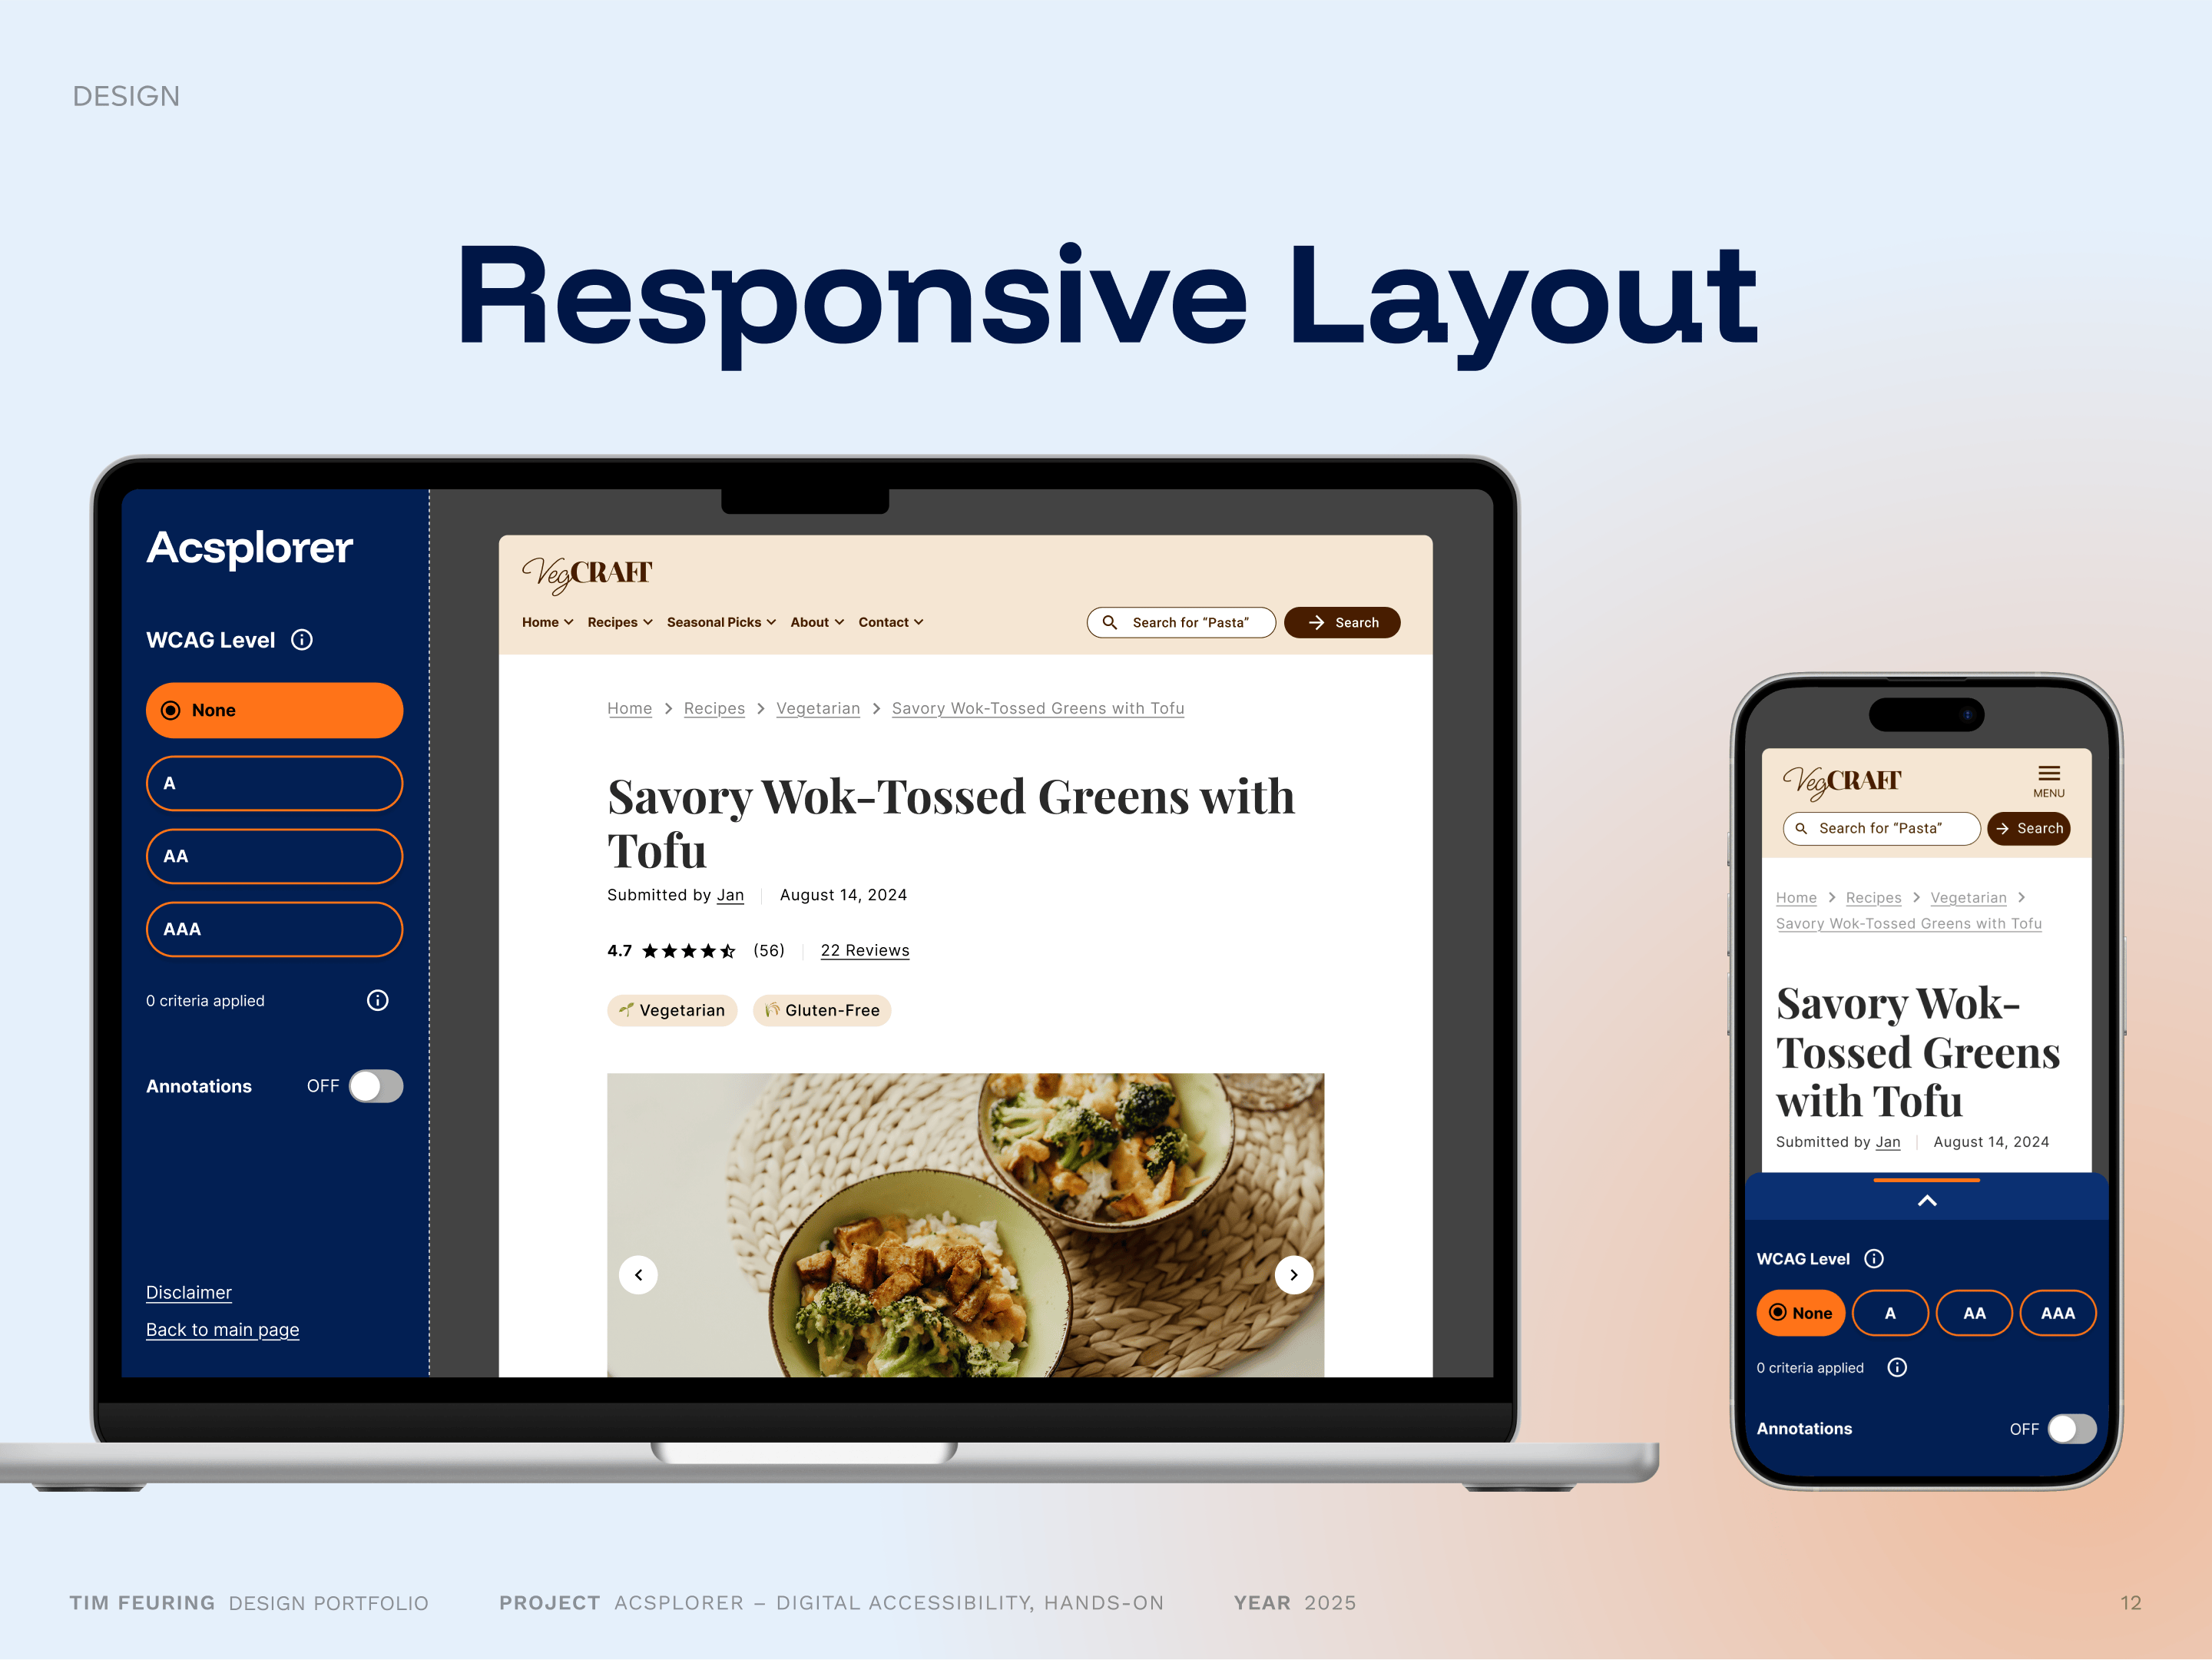 DESIGN
Responsive Layout
Acsplorer
WCAG Level
None
A
AA
AAA
0 criteria applied
Annotations OFF
Disclaimer
Back to main page
VegCRAFT
Home Recipes Seasonal Picks About Contact
Search for “Pasta” Search
Home Recipes Vegetarian Savory Wok-Tossed Greens with Tofu
Savory Wok-Tossed Greens with
Tofu
Submitted by Jan August 14, 2024
4.7 (56) 22 Reviews
Vegetarian Gluten-Free
VegCRAFT
MENU
Search for “Pasta” Search
Home Recipes Vegetarian
Savory Wok-Tossed Greens with Tofu
Savory Wok-
Tossed Greens
with Tofu
Submitted by Jan August 14, 2024
WCAG Level
None A AA AAA
0 criteria applied
Annotations OFF
TIM FEURING DESIGN PORTFOLIO PROJECT ACSPLORER – DIGITAL ACCESSIBILITY, HANDS-ON YEAR 2025 12